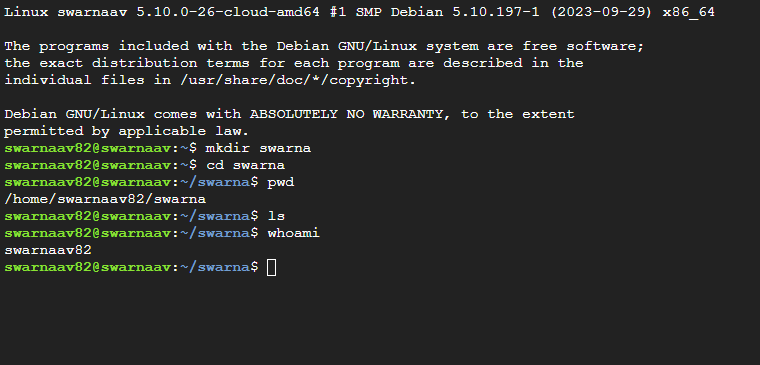 Linux swarnaav 5.10.0-26-cloud-amd64 #1 SMP Debian 5.10.197-1 (2023-09-29) x86_64
The programs included with the Debian GNU/Linux system are free software;
the exact distribution terms for each program are described in the
individual files in /usr/share/doc/*/copyright.
Debian GNU/Linux comes with ABSOLUTELY NO WARRANTY, to the extent
permitted by applicable law.
swarnaav82@swarnaav:~$ mkdir swarna
swarnaav82@swarnaav:~$ cd swarna
swarnaav82@swarnaav:~/swarna$ pwd
/home/swarnaav82/swarna
swarnaav82@swarnaav:~/swarna$ ls
swarnaav82@swarnaav:~/swarna$ whoami
swarnaav82
swarnaav82@swarnaav:~/swarna$